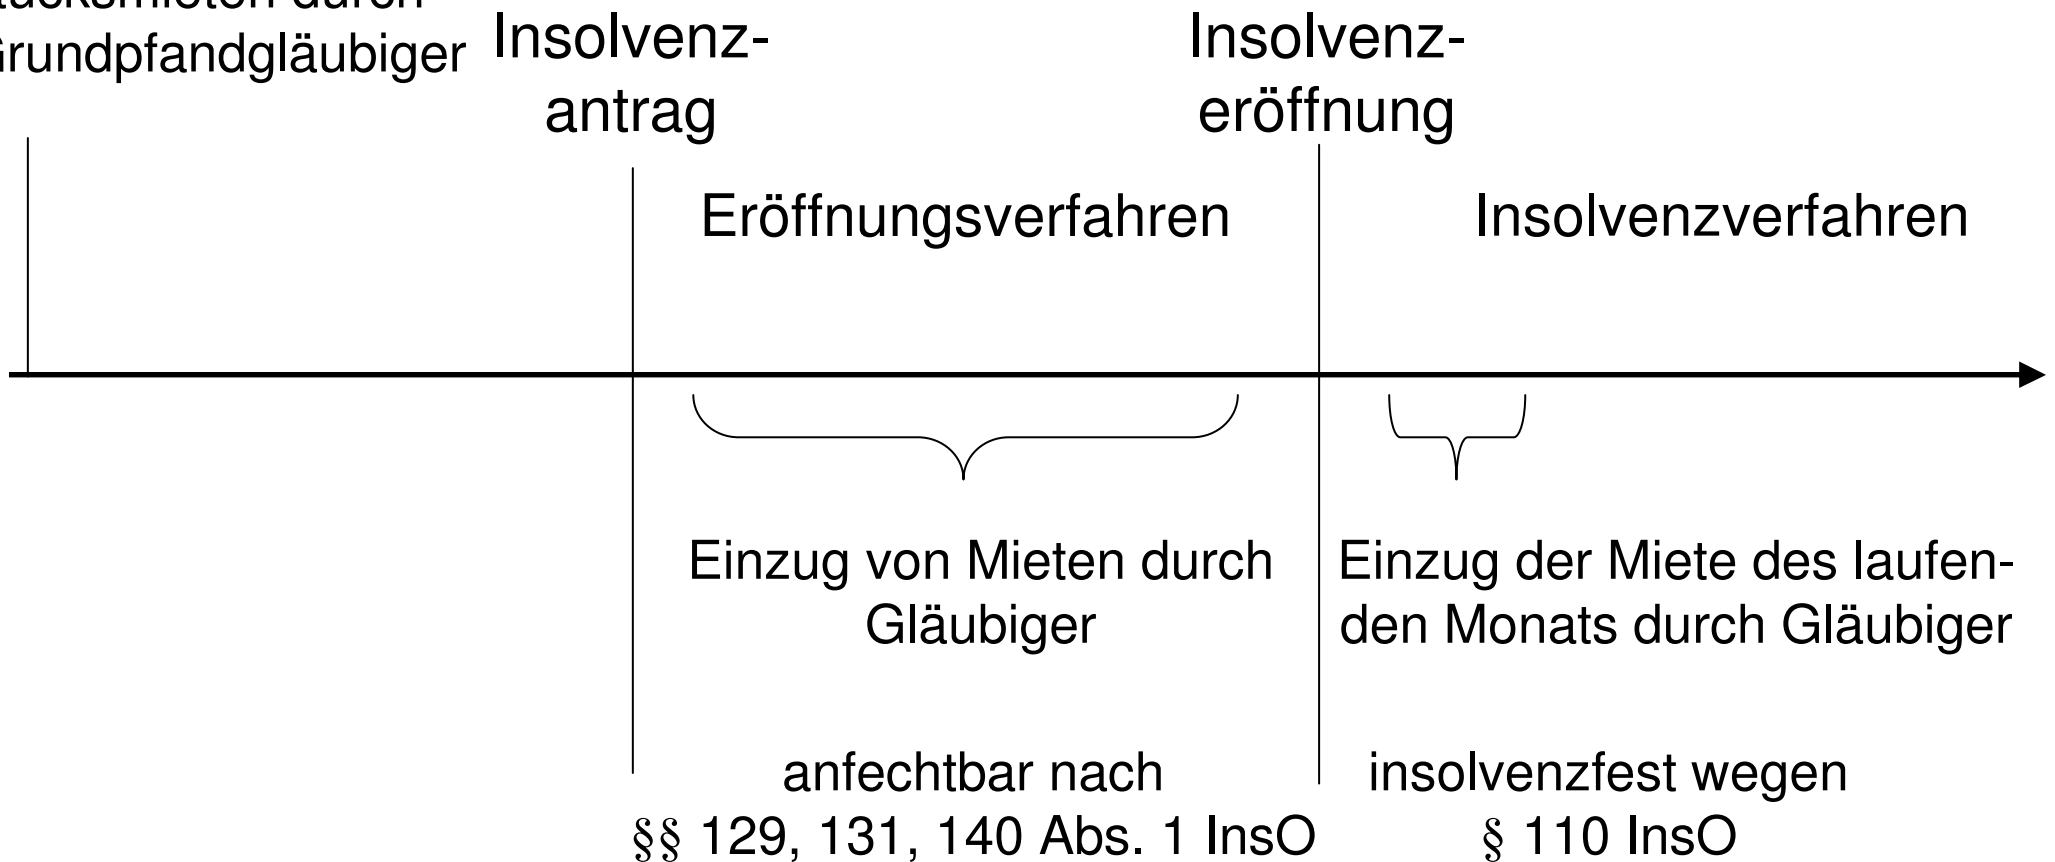 Grundpfandgläubiger
Insolvenz-
antrag
Insolvenz-
eröffnung
Eröffnungsverfahren
Insolvenzverfahren
Einzug von Mieten durch
Gläubiger
Einzug der Miete des laufen-
den Monats durch Gläubiger
anfechtbar nach
§§ 129, 131, 140 Abs. 1 InsO
insolvenzfest wegen
§ 110 InsO